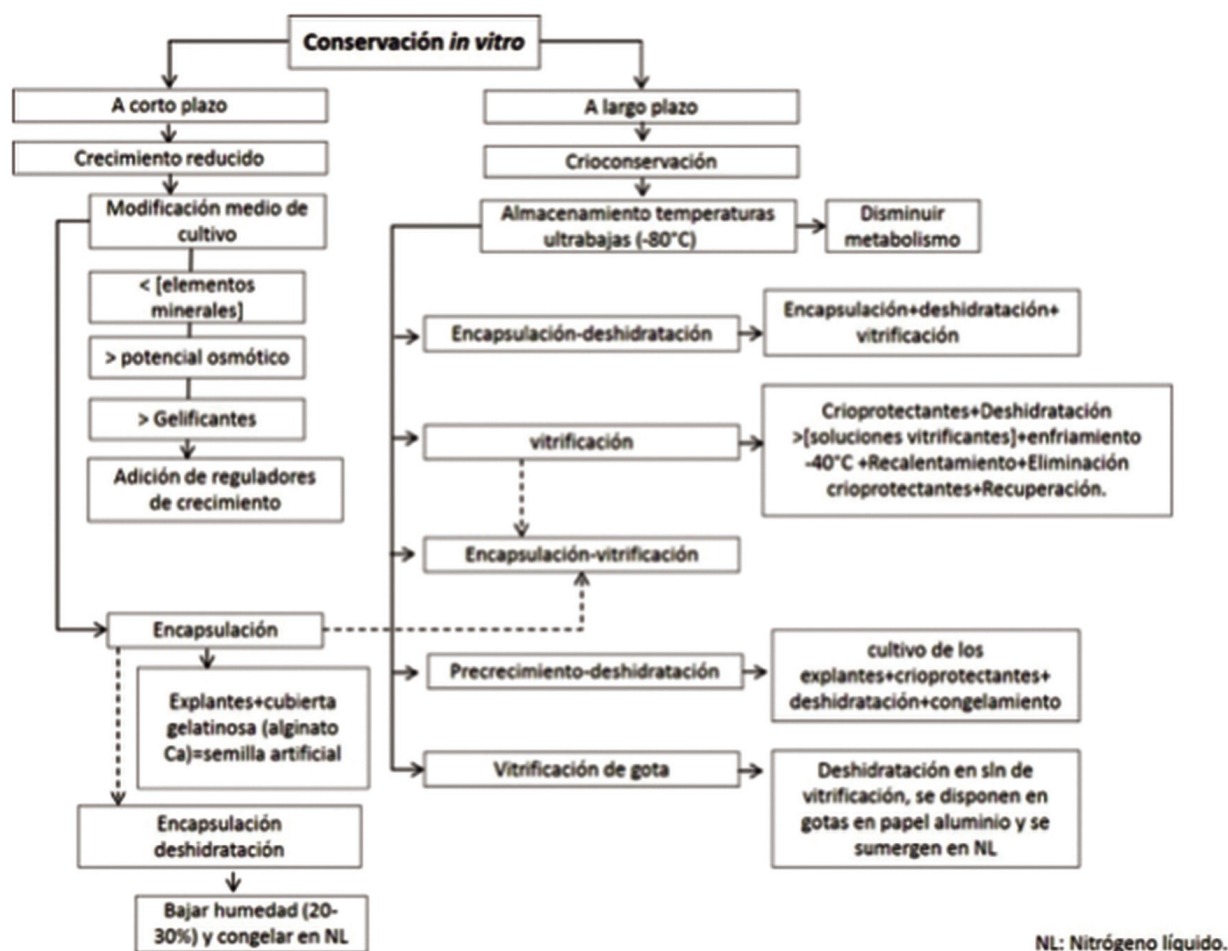 Conservación in vitro
A corto plazo
Crecimiento reducido
Modificación medio de
cultivo
< [elementos
minerales]
> potencial osmótico
> Gelificantes
Adición de reguladores
de crecimiento
Encapsulación
Explantes+cubierta
gelatinosa (alginato
Ca)=semilla artificial
Encapsulación
deshidratación
Bajar humedad (20-
30%) y congelar en NL
A largo plazo
Crioconservación
Almacenamiento temperaturas
ultrabajas (-80°C)
Disminuir
metabolismo
Encapsulación-deshidratación
Encapsulación+deshidratación+
vitrificación
vitrificación
Crioprotectantes+Deshidratación
>[soluciones vitrificantes]+enfriamiento
-40°C +Recalentamiento+Eliminación
crioprotectantes+Recuperación.
Encapsulación-vitrificación
Precrecimiento-deshidratación
cultivo de los
explantes+crioprotectantes+
deshidratación+congelamiento
Vitrificación de gota
Deshidratación en sln de
vitrificación, se disponen en
gotas en papel aluminio y se
sumergen en NL
NL: Nitrógeno líquido.